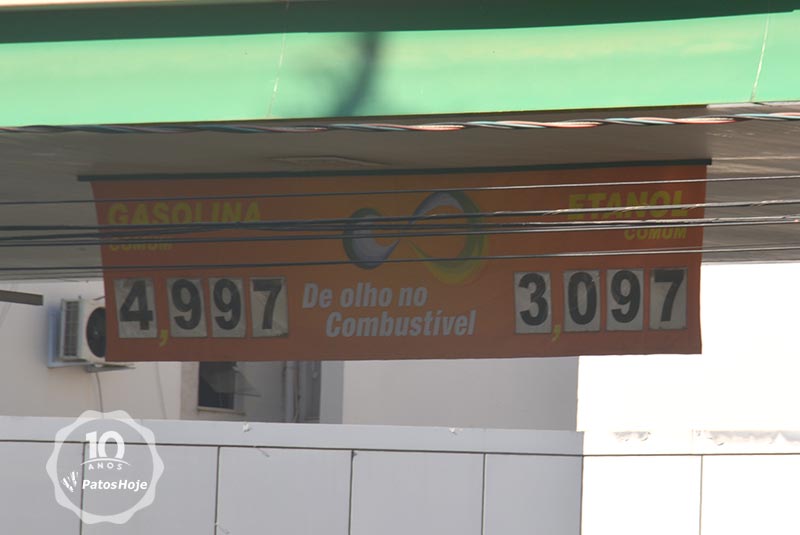 GASOLINA
COMUM
ETANOL
COMUM
4,997
De olho no
Combustível
3,097
10
ANOS
PatosHoje